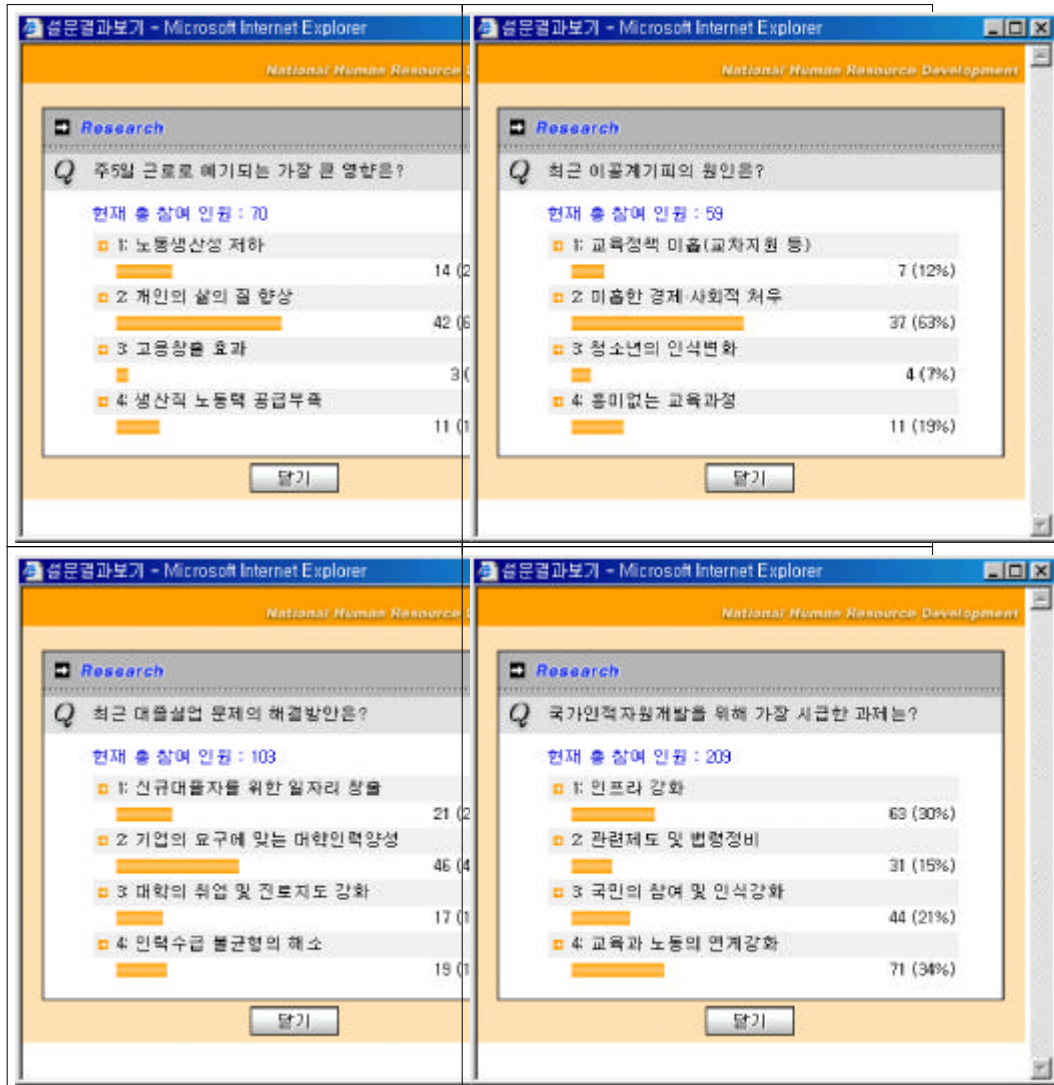 설문결과보기 - Microsoft Internet Explorer
National Human Resource
Research
Q 주5일 근로로 예기되는 가장 큰 영향은?
현재 총 참여 인원 : 70
1: 노동생산성 저하
14 (2
2: 개인의 삶의 질 향상
42 (6
3: 고용창출 효과
3 (
4: 생산직 노동력 공급부족
11 (1
닫기
설문결과보기 - Microsoft Internet Explorer
National Human Resource Development
Research
Q 최근 이공계기피의 원인은?
현재 총 참여 인원 : 59
1: 교육정책 미흡(교차지원 등)
7 (12%)
2: 미흡한 경제·사회적 처우
37 (63%)
3: 청소년의 인식변화
4 (7%)
4: 흥미없는 교육과정
11 (19%)
닫기
설문결과보기 - Microsoft Internet Explorer
National Human Resource
Research
Q 최근 대졸실업 문제의 해결방안은?
현재 총 참여 인원 : 103
1: 신규대졸자를 위한 일자리 창출
21 (2
2: 기업의 요구에 맞는 대학인력양성
46 (4
3: 대학의 취업 및 진로지도 강화
17 (1
4: 인력수급 불균형의 해소
19 (1
닫기
설문결과보기 - Microsoft Internet Explorer
National Human Resource Development
Research
Q 국가인적자원개발을 위해 가장 시급한 과제는?
현재 총 참여 인원 : 209
1: 인프라 강화
63 (30%)
2: 관련제도 및 법령정비
31 (15%)
3: 국민의 참여 및 인식강화
44 (21%)
4: 교육과 노동의 연계강화
71 (34%)
닫기